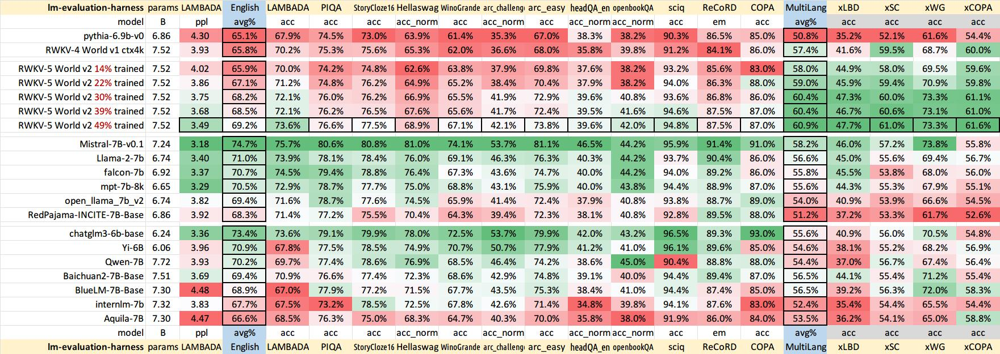 lm-evaluation-harness params LAMBADA English LAMBADA PIQA StoryCloze16 Hellaswag WinoGrande arc_challeng arc_easy headQA_en openbookQA sciq ReCoRD COPA MultiLang xLBD xSC xWG xCOPA
model B ppl avg% acc acc acc acc_norm acc acc_norm acc acc_norm acc_norm acc em acc avg% acc acc acc acc
pythia-6.9b-v0 6.86 4.30 65.1% 67.9% 74.5% 73.0% 63.9% 61.4% 35.3% 67.0% 38.3% 38.2% 90.3% 86.5% 85.0% 50.8% 35.2% 52.1% 61.6% 54.4%
RWKV-4 World v1 ctx4k 7.52 3.93 65.8% 70.2% 75.3% 75.6% 65.3% 62.0% 36.6% 68.0% 35.8% 39.8% 91.2% 84.1% 86.0% 57.4% 41.6% 59.5% 68.7% 60.0%
RWKV-5 World v2 14% trained 7.52 4.02 65.9% 70.0% 74.2% 74.8% 62.6% 63.8% 37.9% 69.8% 37.6% 38.2% 93.2% 85.6% 83.0% 58.0% 44.9% 58.0% 69.5% 59.6%
RWKV-5 World v2 22% trained 7.52 3.86 67.1% 71.2% 74.8% 76.2% 64.9% 65.2% 38.4% 70.4% 37.9% 38.2% 94.0% 86.3% 88.0% 59.0% 45.9% 59.4% 70.9% 59.8%
RWKV-5 World v2 30% trained 7.52 3.75 68.2% 72.1% 76.0% 76.2% 66.9% 65.5% 41.9% 72.9% 39.6% 40.8% 93.6% 86.8% 86.0% 60.4% 47.3% 60.0% 73.3% 61.1%
RWKV-5 World v2 39% trained 7.52 3.68 68.5% 72.1% 76.2% 76.5% 67.6% 65.6% 41.7% 72.4% 39.5% 41.6% 94.6% 87.5% 87.0% 60.4% 46.7% 60.6% 73.1% 61.0%
RWKV-5 World v2 49% trained 7.52 3.49 69.2% 73.6% 76.6% 77.5% 68.9% 67.1% 42.1% 73.8% 39.6% 42.0% 94.8% 87.5% 87.0% 60.9% 47.7% 61.0% 73.3% 61.6%
Mistral-7B-v0.1 7.24 3.18 74.7% 75.7% 80.6% 80.8% 81.0% 74.1% 53.7% 81.1% 46.5% 44.2% 95.9% 91.4% 91.0% 58.2% 46.0% 57.2% 73.8% 55.8%
Llama-2-7b 6.74 3.40 71.0% 73.9% 78.1% 78.4% 76.0% 69.1% 46.3% 76.3% 40.3% 44.2% 93.7% 90.4% 86.0% 56.6% 45.0% 55.6% 69.4% 56.7%
falcon-7b 6.92 3.37 70.7% 74.5% 79.4% 78.8% 76.4% 67.3% 43.6% 74.7% 40.0% 44.2% 94.0% 89.2% 86.0% 55.8% 45.5% 53.8% 68.0% 56.0%
mpt-7b-8k 6.65 3.29 70.5% 72.9% 78.7% 77.7% 75.0% 68.8% 43.1% 75.9% 40.0% 43.8% 94.4% 88.9% 87.0% 55.6% 44.3% 55.3% 67.9% 55.1%
open_llama_7b_v2 6.74 3.82 69.4% 71.6% 78.7% 77.6% 74.5% 65.9% 41.4% 72.4% 37.9% 40.8% 93.8% 88.7% 89.0% 54.0% 40.9% 53.9% 66.6% 54.5%
RedPajama-INCITE-7B-Base 6.86 3.92 68.3% 71.4% 77.2% 75.5% 70.4% 64.3% 39.4% 72.3% 38.1% 40.8% 92.8% 89.5% 88.0% 51.2% 37.2% 53.3% 61.7% 52.6%
chatglm3-6b-base 6.24 3.36 73.4% 73.6% 79.1% 79.9% 78.0% 72.5% 53.7% 79.9% 42.0% 43.2% 96.5% 89.3% 93.0% 55.6% 40.9% 56.0% 70.5% 54.8%
Yi-6B 6.06 3.96 70.9% 67.8% 77.5% 78.5% 74.9% 70.7% 50.7% 77.9% 41.2% 41.0% 96.1% 89.6% 85.0% 54.6% 38.1% 55.2% 68.2% 56.9%
Qwen-7B 7.72 3.93 70.2% 69.7% 77.4% 78.6% 76.9% 68.5% 46.4% 74.2% 38.6% 45.0% 90.4% 88.8% 88.0% 54.4% 37.0% 56.7% 67.4% 56.4%
Baichuan2-7B-Base 7.51 3.69 69.4% 70.9% 76.6% 77.4% 72.3% 68.6% 42.9% 74.8% 39.1% 40.0% 94.4% 89.4% 87.0% 56.5% 44.1% 55.4% 71.2% 55.4%
BlueLM-7B-Base 7.30 4.48 68.9% 67.0% 77.9% 77.2% 71.5% 67.7% 43.5% 75.3% 38.4% 41.0% 94.4% 87.4% 85.0% 56.5% 39.2% 56.3% 72.0% 58.3%
internlm-7b 7.32 3.83 67.7% 67.5% 73.2% 78.5% 72.5% 67.8% 42.6% 71.4% 34.8% 39.8% 94.1% 87.6% 83.0% 52.4% 35.4% 54.4% 65.5% 54.4%
Aquila-7B 7.30 4.47 66.6% 68.5% 76.3% 75.0% 68.3% 64.7% 40.3% 70.0% 35.8% 38.0% 91.9% 86.0% 84.0% 53.5% 36.2% 54.1% 65.0% 58.8%
model B ppl avg% acc acc acc acc_norm acc acc_norm acc acc_norm acc_norm acc em acc avg% acc acc acc acc
lm-evaluation-harness params LAMBADA English LAMBADA PIQA StoryCloze16 Hellaswag WinoGrande arc_challeng arc_easy headQA_en openbookQA sciq ReCoRD COPA MultiLang xLBD xSC xWG xCOPA